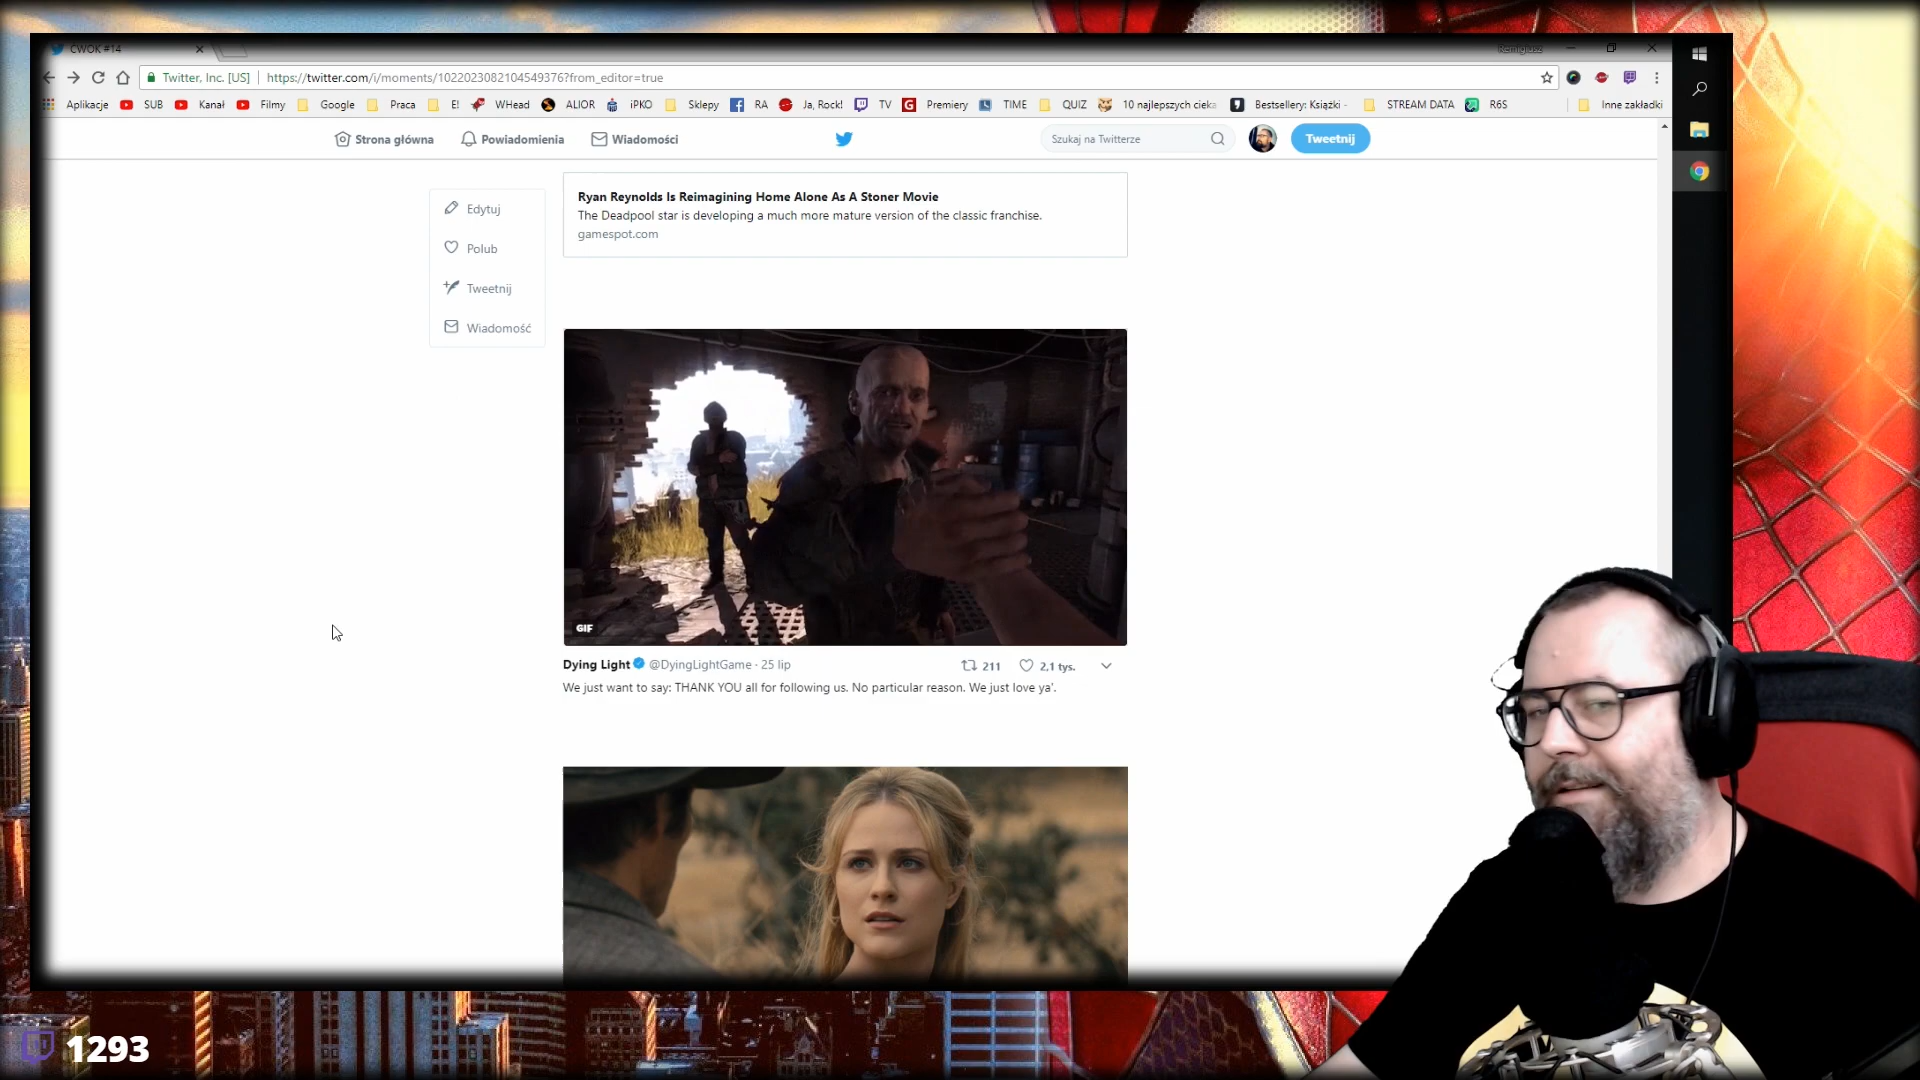 CWOK #14
Remigiusz
Twitter, Inc. [US]
https://twitter.com/i/moments/1022023082104549376?from_editor=true
Aplikacje SUB Kanał Filmy Google Praca E! WHead ALIOR iPKO Sklepy RA Ja, Rock! TV Premiery TIME QUIZ 10 najlepszych cieka Bestsellery: Książki - STREAM DATA R6S Inne zakładki
Strona główna Powiadomienia Wiadomości Szukaj na Twitterze Tweetnij
Edytuj
Polub
Tweetnij
Wiadomość
Ryan Reynolds Is Reimagining Home Alone As A Stoner Movie
The Deadpool star is developing a much more mature version of the classic franchise.
gamespot.com
GIF
Dying Light @DyingLightGame · 25 lip 211 2,1 tys.
We just want to say: THANK YOU all for following us. No particular reason. We just love ya'.
1293